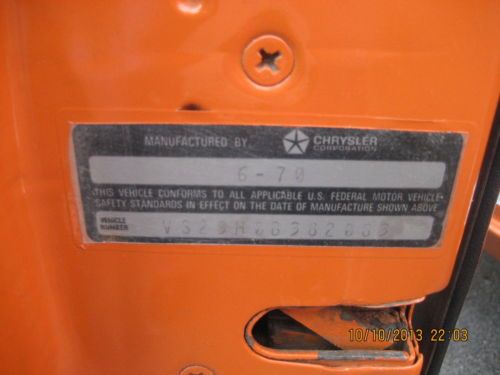 MANUFACTURED BY CHRYSLER
CORPORATION
6-70
THIS VEHICLE CONFORMS TO ALL APPLICABLE U.S. FEDERAL MOTOR VEHICLE
SAFETY STANDARDS IN EFFECT ON THE DATE OF MANUFACTURE SHOWN ABOVE
VEHICLE
NUMBER
10/10/2013 22:03